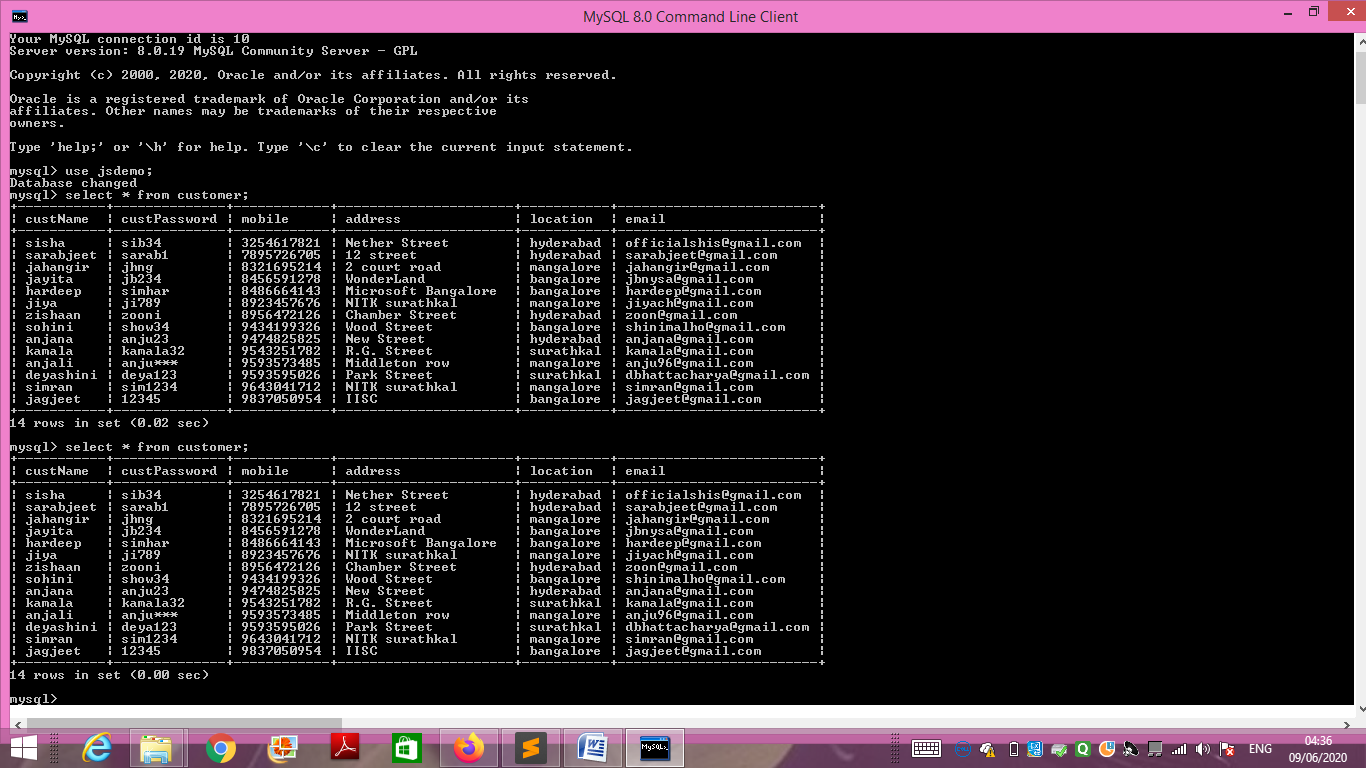 MySQL 8.0 Command Line Client
Your MySQL connection id is 10
Server version: 8.0.19 MySQL Community Server - GPL
Copyright (c) 2000, 2020, Oracle and/or its affiliates. All rights reserved.
Oracle is a registered trademark of Oracle Corporation and/or its
affiliates. Other names may be trademarks of their respective
owners.
Type 'help;' or '\h' for help. Type '\c' to clear the current input statement.
mysql> use jsdemo;
Database changed
mysql> select * from customer;
+-----------+--------------+------------+---------------------+-----------+-------------------------+
| custName | custPassword | mobile | address | location | email |
+-----------+--------------+------------+---------------------+-----------+-------------------------+
| sisha | sib34 | 3254617821 | Nether Street | hyderabad | officialshis@gmail.com |
| sarabjeet | sarab1 | 7895726705 | 12 street | hyderabad | sarabjeet@gmail.com |
| jahangir | jhng | 8321695214 | 2 court road | mangalore | jahangir@gmail.com |
| jayita | jb234 | 8456591278 | WonderLand | bangalore | jbnysa@gmail.com |
| hardeep | simhar | 8486664143 | Microsoft Bangalore | bangalore | hardeep@gmail.com |
| jiya | ji789 | 8923457676 | NITK surathkal | mangalore | jiyach@gmail.com |
| zishaan | zooni | 8956472126 | Chamber Street | hyderabad | zoon@gmail.com |
| sohini | show34 | 9434199326 | Wood Street | bangalore | shinimalho@gmail.com |
| anjana | anju23 | 9474825825 | New Street | hyderabad | anjana@gmail.com |
| kamala | kamala32 | 9543251782 | R.G. Street | surathkal | kamala@gmail.com |
| anjali | anju*** | 9593573485 | Middleton row | mangalore | anju96@gmail.com |
| deyashini | deya123 | 9593595026 | Park Street | surathkal | dbhattacharya@gmail.com |
| simran | sim1234 | 9643041712 | NITK surathkal | mangalore | simran@gmail.com |
| jagjeet | 12345 | 9837050954 | IISC | bangalore | jagjeet@gmail.com |
+-----------+--------------+------------+---------------------+-----------+-------------------------+
14 rows in set (0.02 sec)
mysql> select * from customer;
+-----------+--------------+------------+---------------------+-----------+-------------------------+
| custName | custPassword | mobile | address | location | email |
+-----------+--------------+------------+---------------------+-----------+-------------------------+
| sisha | sib34 | 3254617821 | Nether Street | hyderabad | officialshis@gmail.com |
| sarabjeet | sarab1 | 7895726705 | 12 street | hyderabad | sarabjeet@gmail.com |
| jahangir | jhng | 8321695214 | 2 court road | mangalore | jahangir@gmail.com |
| jayita | jb234 | 8456591278 | WonderLand | bangalore | jbnysa@gmail.com |
| hardeep | simhar | 8486664143 | Microsoft Bangalore | bangalore | hardeep@gmail.com |
| jiya | ji789 | 8923457676 | NITK surathkal | mangalore | jiyach@gmail.com |
| zishaan | zooni | 8956472126 | Chamber Street | hyderabad | zoon@gmail.com |
| sohini | show34 | 9434199326 | Wood Street | bangalore | shinimalho@gmail.com |
| anjana | anju23 | 9474825825 | New Street | hyderabad | anjana@gmail.com |
| kamala | kamala32 | 9543251782 | R.G. Street | surathkal | kamala@gmail.com |
| anjali | anju*** | 9593573485 | Middleton row | mangalore | anju96@gmail.com |
| deyashini | deya123 | 9593595026 | Park Street | surathkal | dbhattacharya@gmail.com |
| simran | sim1234 | 9643041712 | NITK surathkal | mangalore | simran@gmail.com |
| jagjeet | 12345 | 9837050954 | IISC | bangalore | jagjeet@gmail.com |
+-----------+--------------+------------+---------------------+-----------+-------------------------+
14 rows in set (0.00 sec)
mysql>
ENG
04:36
09/06/2020